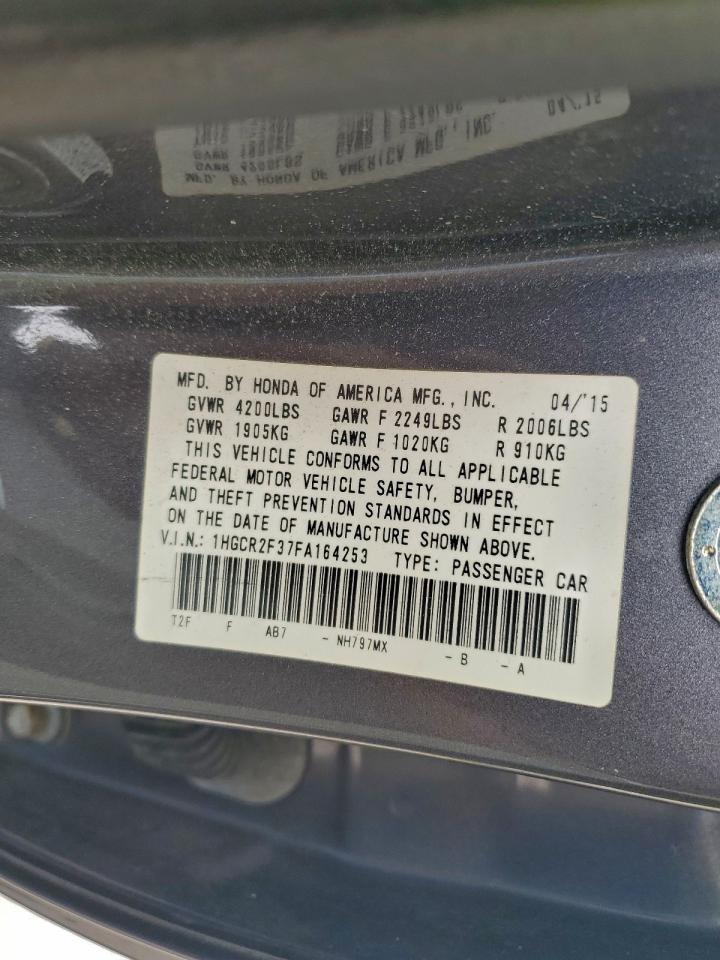 MFD. BY HONDA OF AMERICA MFG., INC. 04/'15
GVWR 4200LBS GAWR F 2249LBS R 2006LBS
GVWR 1905KG GAWR F 1020KG R 910KG
THIS VEHICLE CONFORMS TO ALL APPLICABLE
FEDERAL MOTOR VEHICLE SAFETY, BUMPER,
AND THEFT PREVENTION STANDARDS IN EFFECT
ON THE DATE OF MANUFACTURE SHOWN ABOVE.
V.I.N.: 1HGCR2F37FA164253 TYPE: PASSENGER CAR
T2F F AB7 - NH797MX - B - A